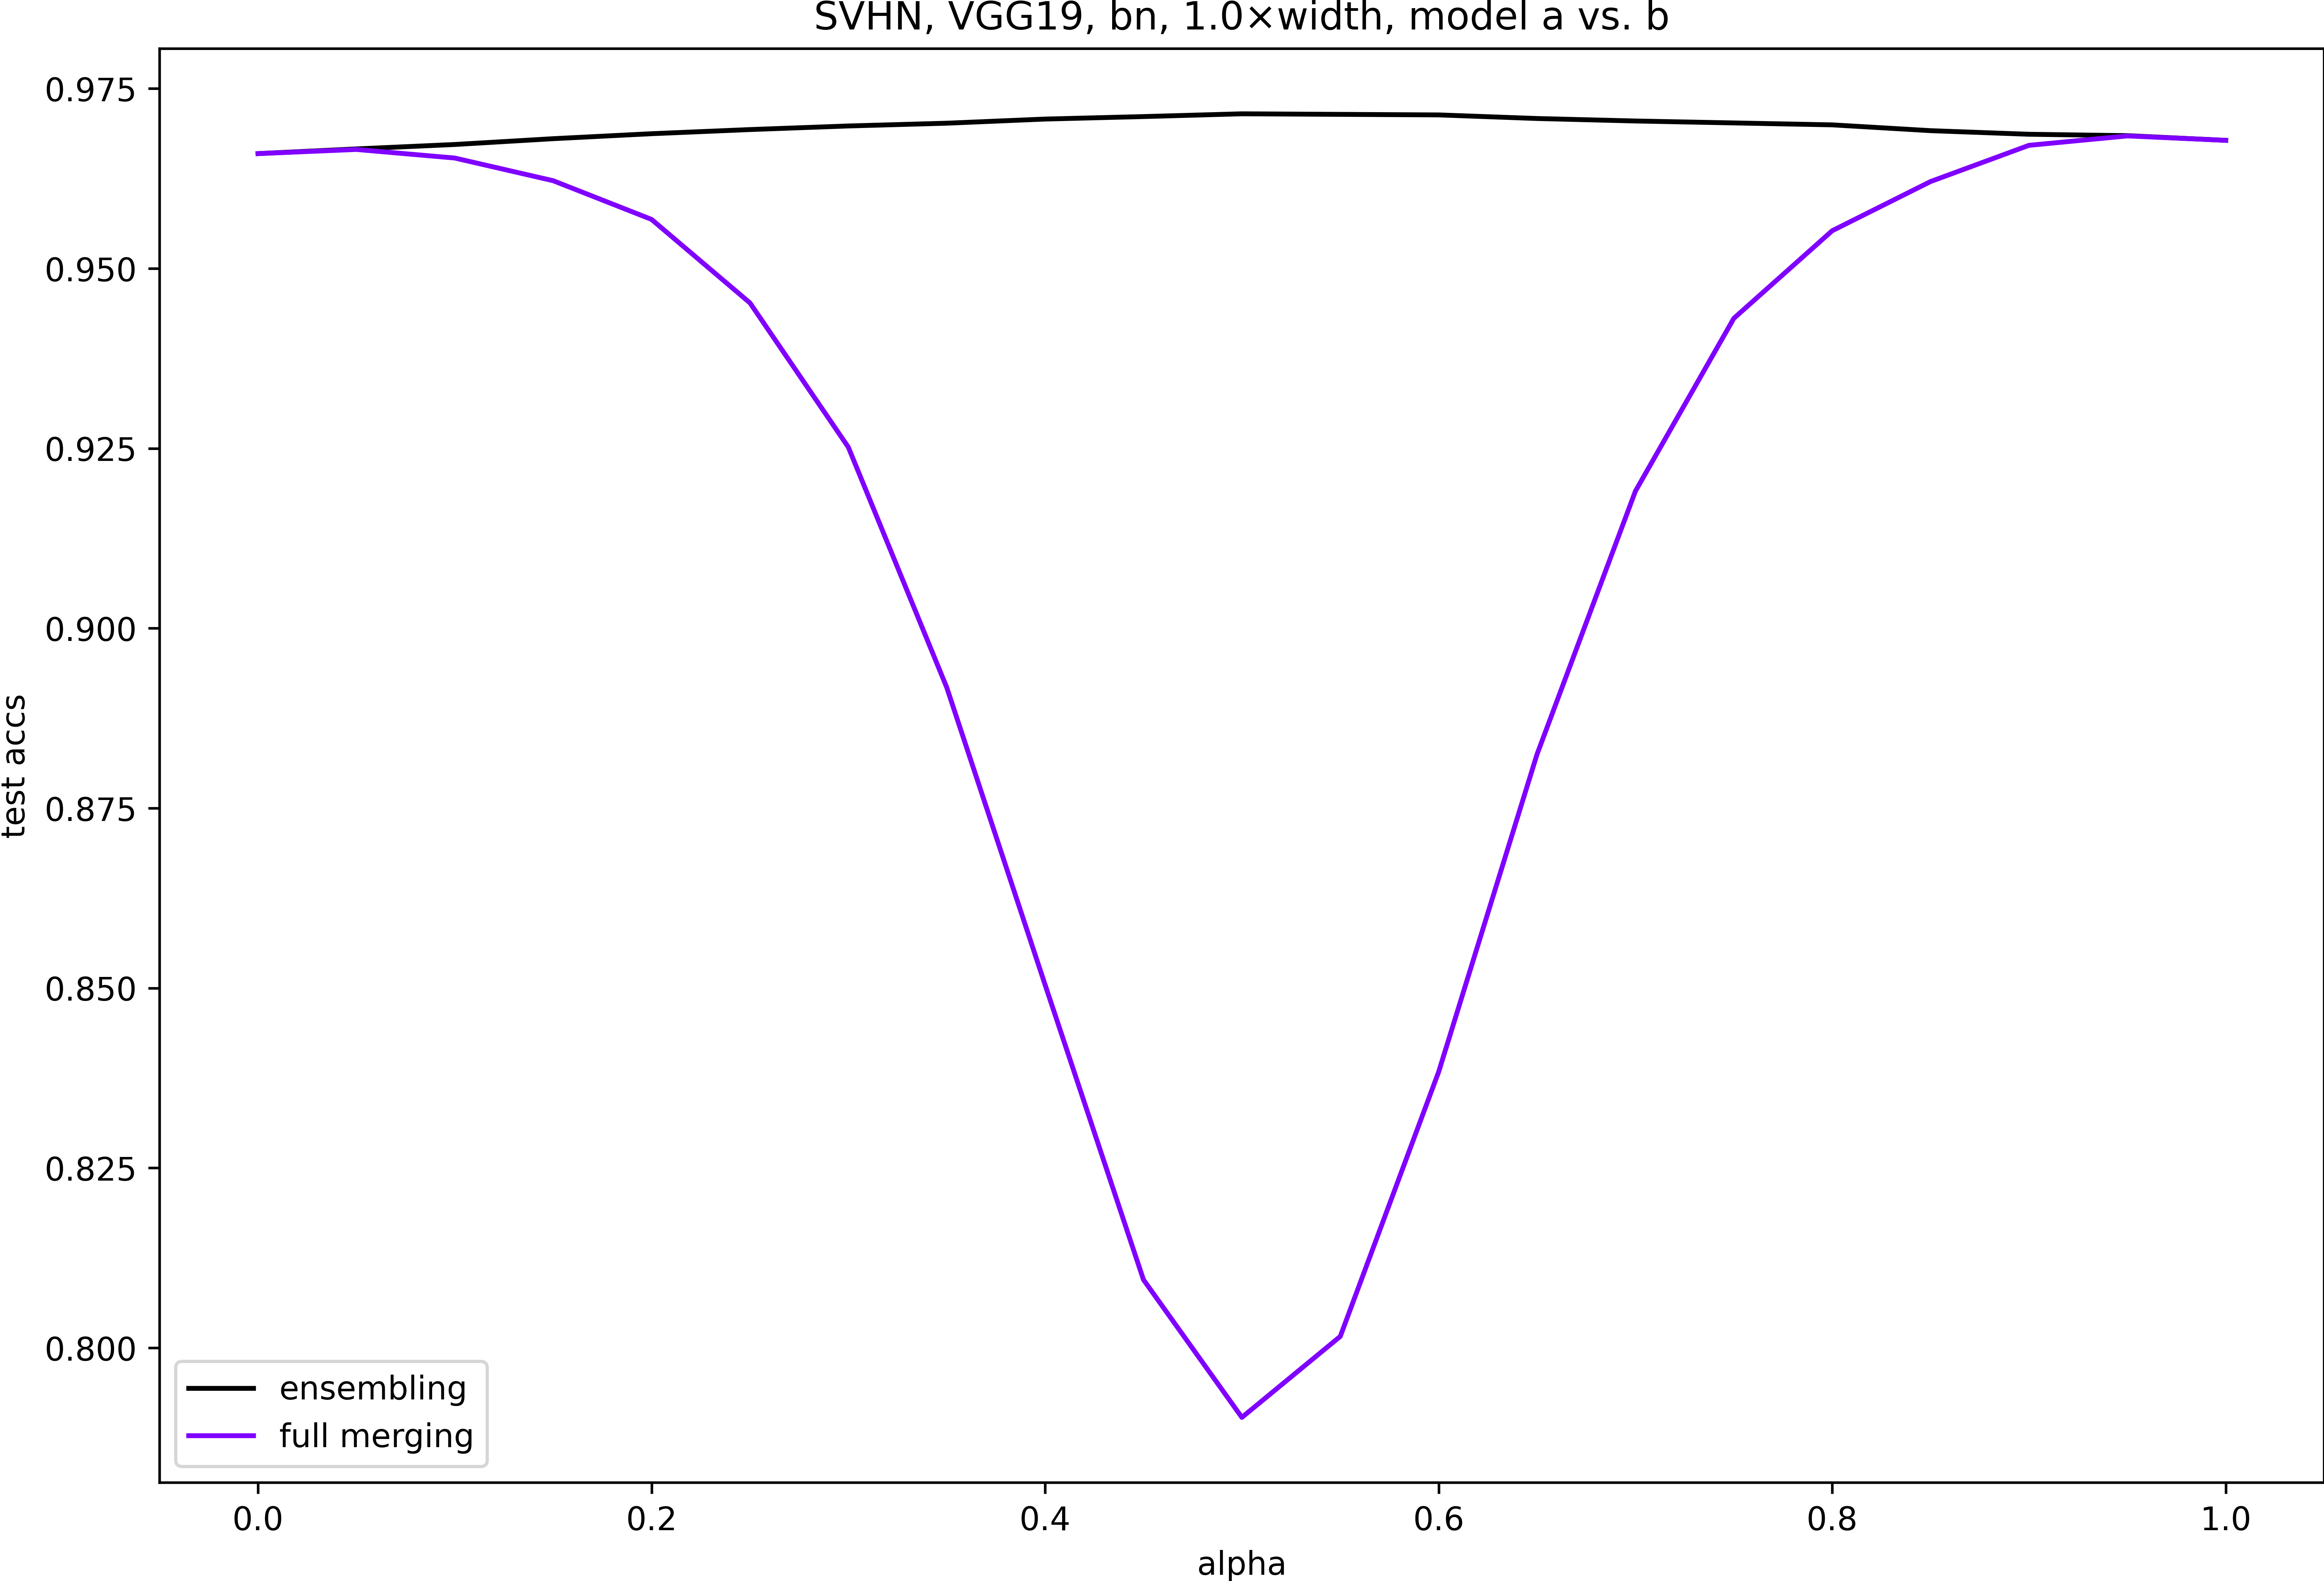 SVHN, VGG19, bn, 1.0×width, model a vs. b
0.975
0.950
0.925
0.900
0.875
0.850
0.825
0.800
test accs
ensembling
full merging
0.0 0.2 0.4 0.6 0.8 1.0
alpha